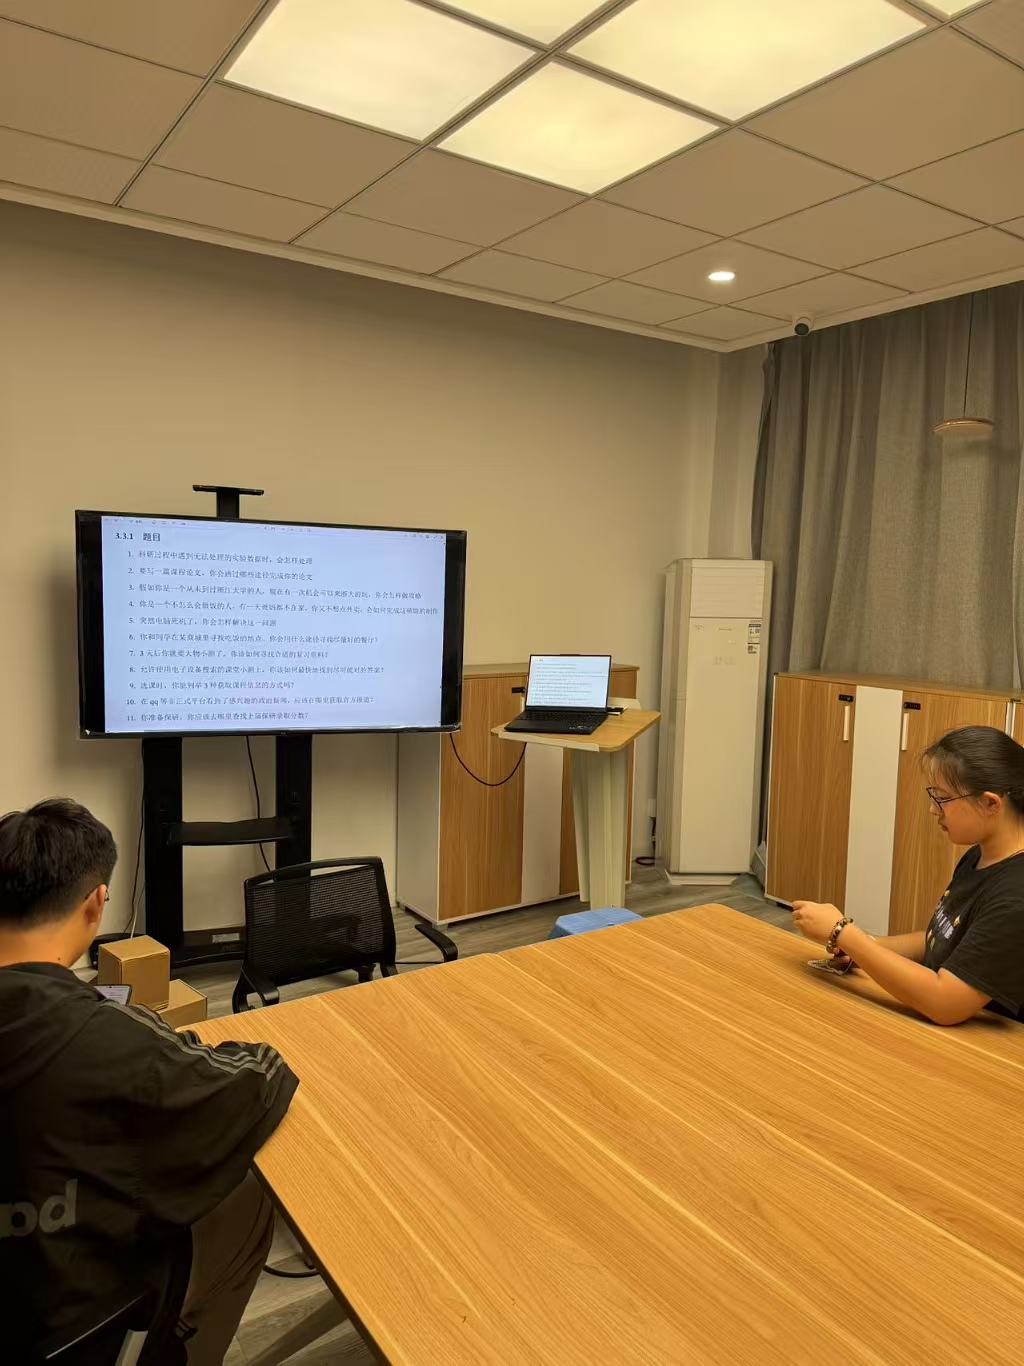 3.3.1 题目
1. 科研过程中遇到无法处理的实验数据时,会怎样处理
2. 要写一篇课程论文,你会通过哪些途径完成你的论文
3. 假如你是一个从未到过浙江大学的人,现在有一次机会可以来浙大游玩,你会怎样做攻略
4. 你是一个不怎么会做饭的人,有一天爸妈都不在家,你又不想点外卖,会如何完成这顿饭的制作
5. 突然电脑死机了,你会怎样解决这一问题
6. 你和同学在某商城里寻找吃饭的地点,你会用什么途径寻找尽量好的餐厅?
7. 3 天后你就要大物小测了,你该如何寻找合适的复习资料?
8. 允许使用电子设备搜索的课堂小测上,你该如何最快地找到尽可能对的答案?
9. 选课时,你能列举 3 种获取课程信息的方式吗?
10. 在 qq 等非正式平台看到了感兴趣的政治新闻,应该在哪里获取官方报道?
11. 你准备保研,你应该去哪里查找上届保研录取分数?